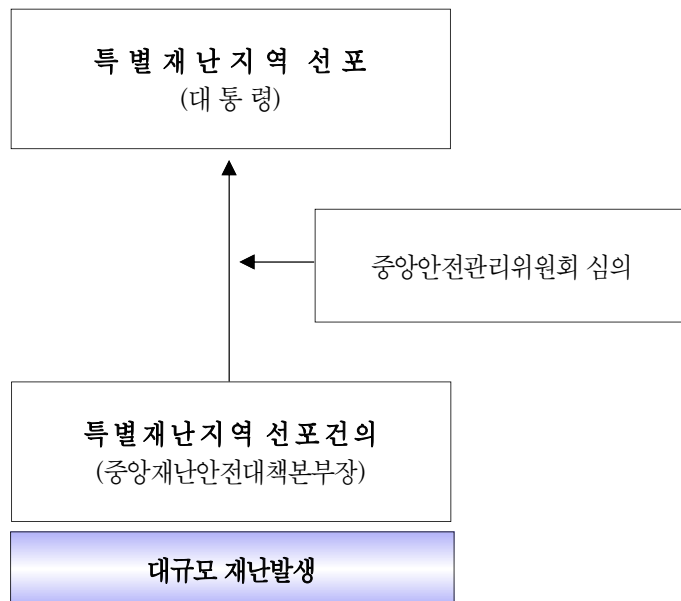 특별재난지역 선포
(대통령)
중앙안전관리위원회 심의
특별재난지역 선포건의
(중앙재난안전대책본부장)
대규모 재난발생